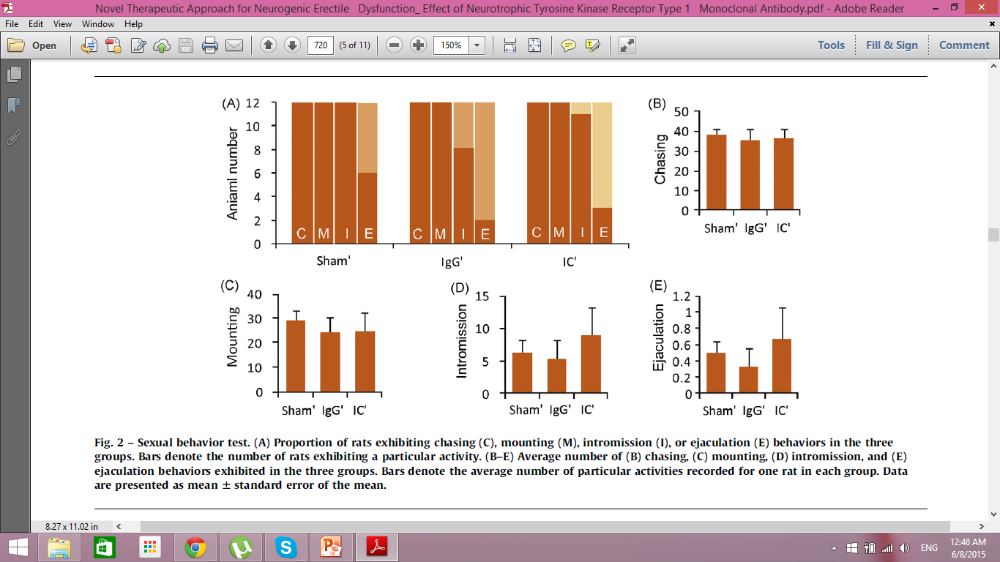 Novel Therapeutic Approach for Neurogenic Erectile Dysfunction_ Effect of Neurotrophic Tyrosine Kinase Receptor Type 1 Monoclonal Antibody.pdf - Adobe Reader
File Edit View Window Help
Open 720 (5 of 11) 150% Tools Fill & Sign Comment
(A)
Aniaml number
12
10
8
6
4
2
0
C M I E
C M I E
C M I E
Sham' IgG' IC'
(B)
Chasing
50
40
30
20
10
0
Sham' IgG' IC'
(C)
Mounting
40
30
20
10
0
Sham' IgG' IC'
(D)
Intromission
15
10
5
0
Sham' IgG' IC'
(E)
Ejaculation
1.2
1
0.8
0.6
0.4
0.2
0
Sham' IgG' IC'
Fig. 2 – Sexual behavior test. (A) Proportion of rats exhibiting chasing (C), mounting (M), intromission (I), or ejaculation (E) behaviors in the three
groups. Bars denote the number of rats exhibiting a particular activity. (B–E) Average number of (B) chasing, (C) mounting, (D) intromission, and (E)
ejaculation behaviors exhibited in the three groups. Bars denote the average number of particular activities recorded for one rat in each group. Data
are presented as mean ± standard error of the mean.
8.27 x 11.02 in
ENG
12:48 AM
6/8/2015